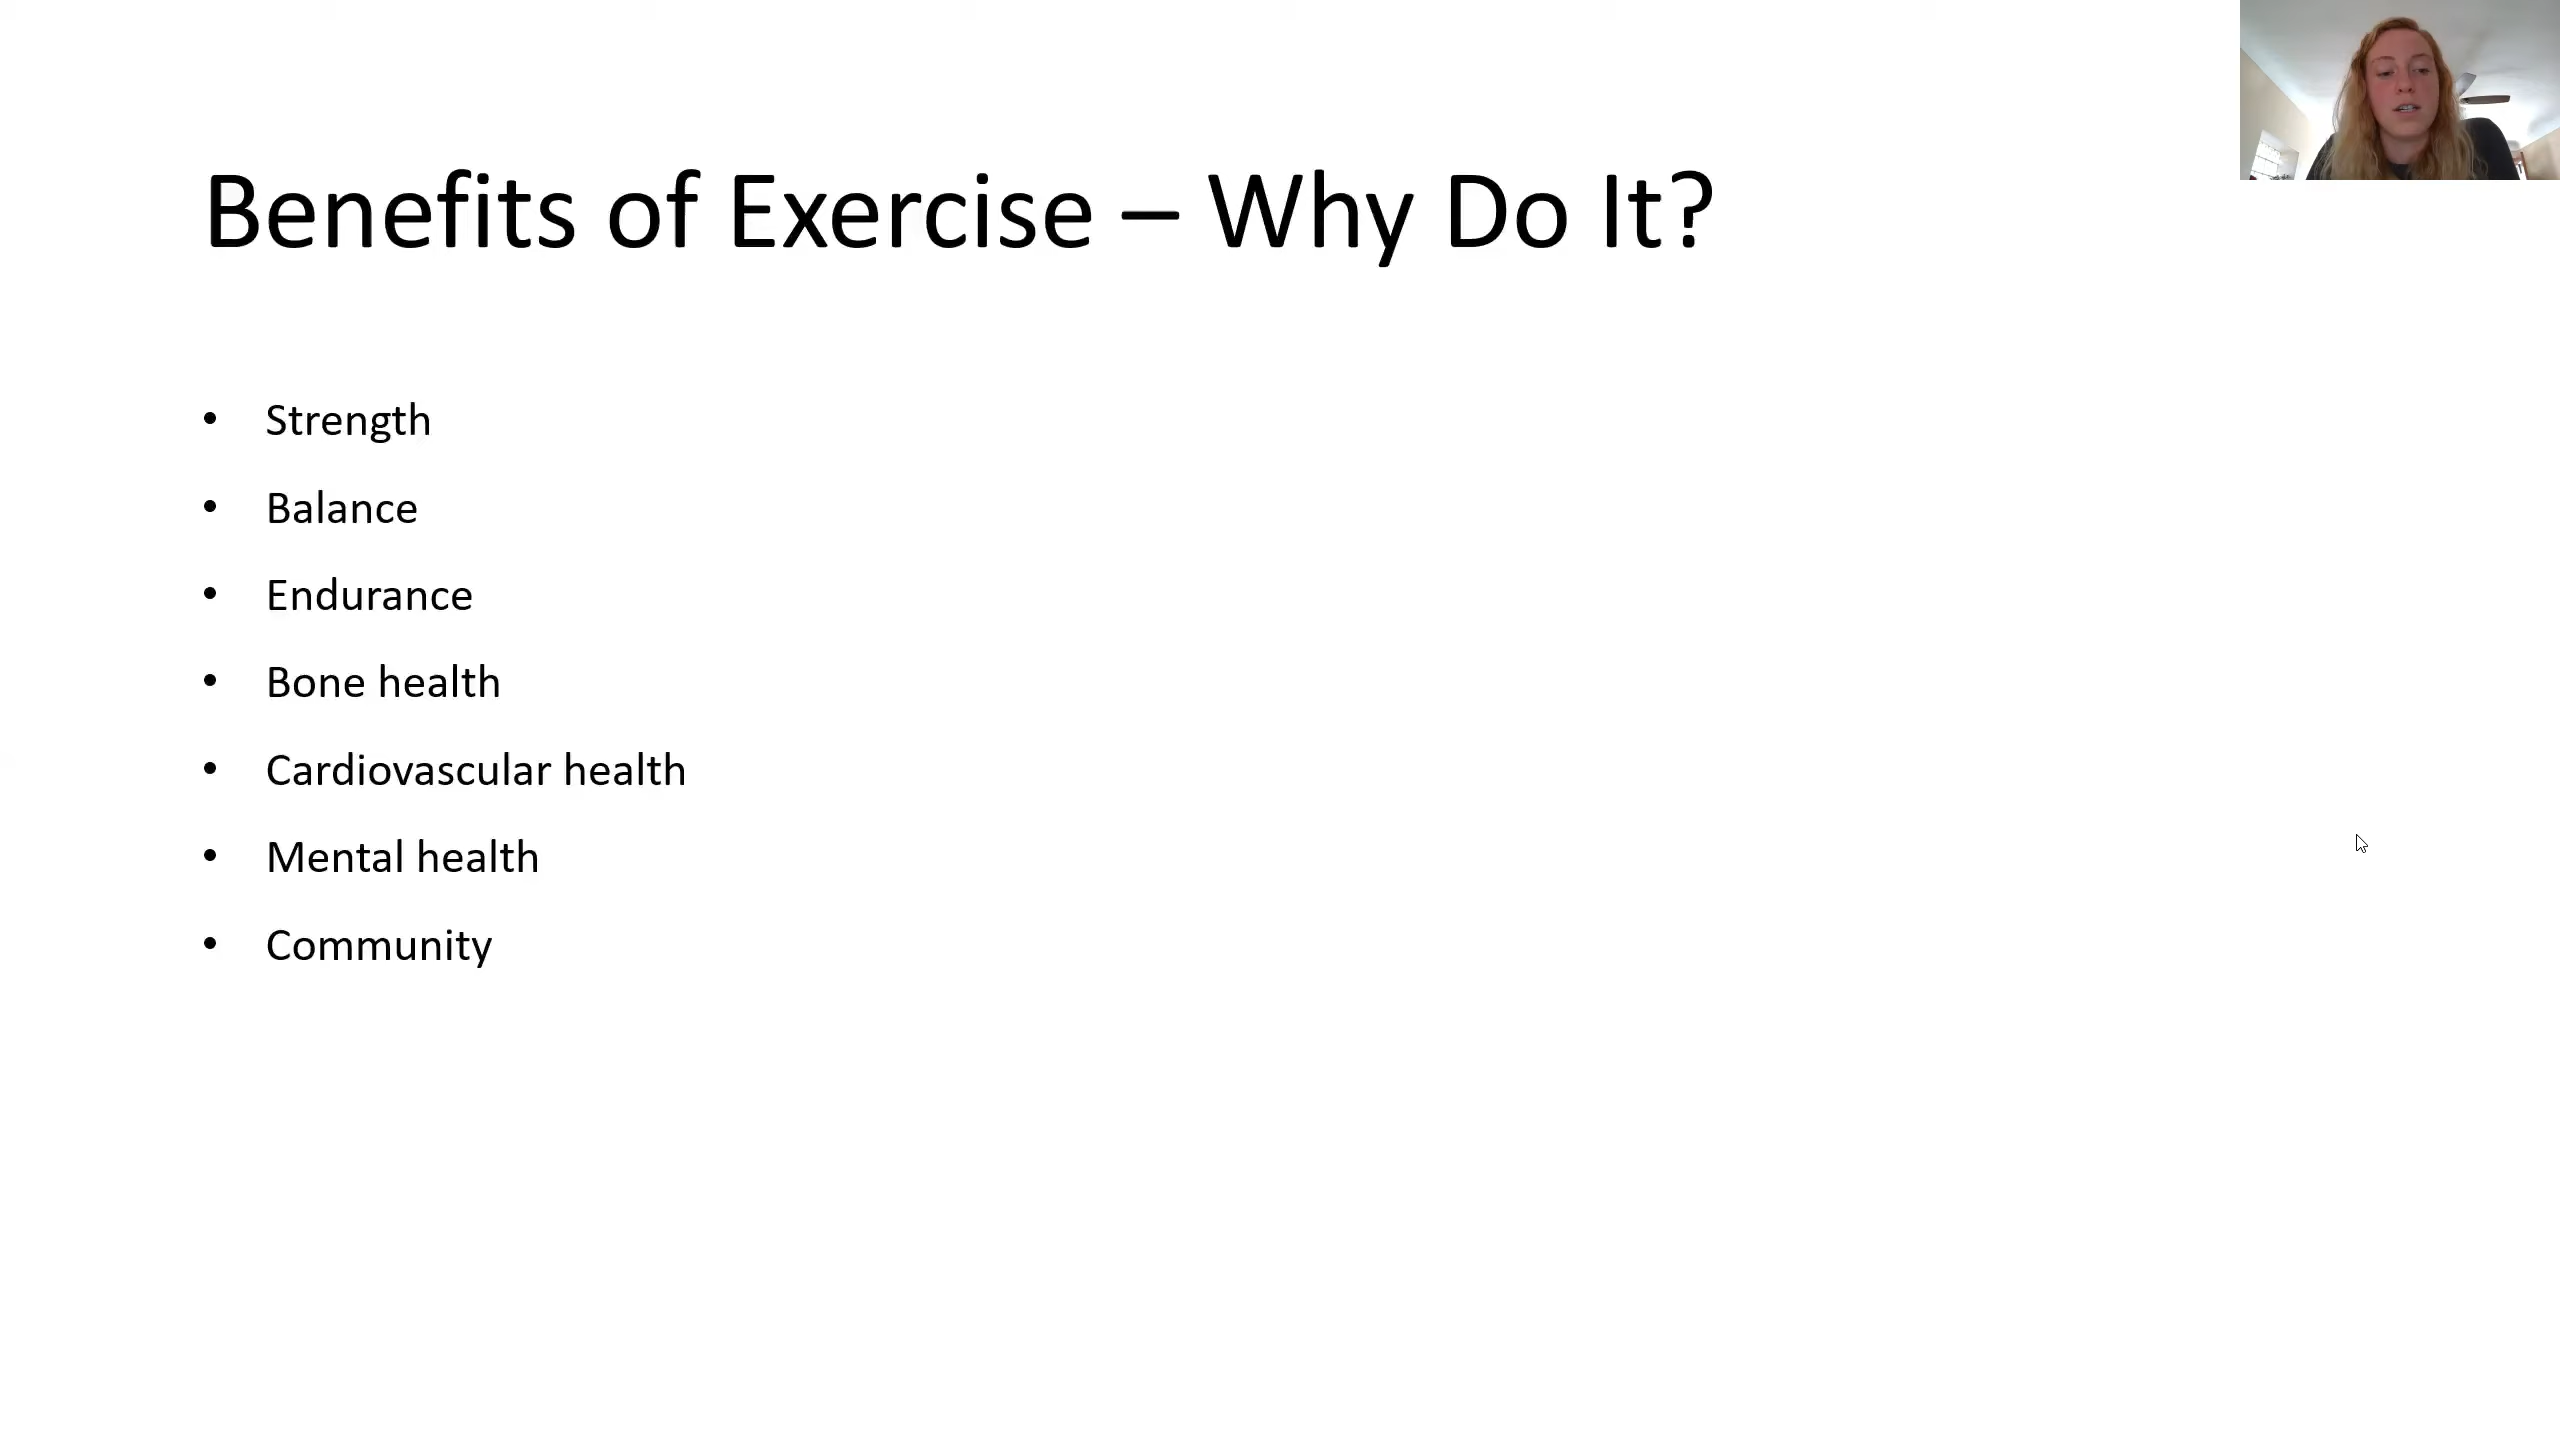 Benefits of Exercise – Why Do It?
• Strength
• Balance
• Endurance
• Bone health
• Cardiovascular health
• Mental health
• Community